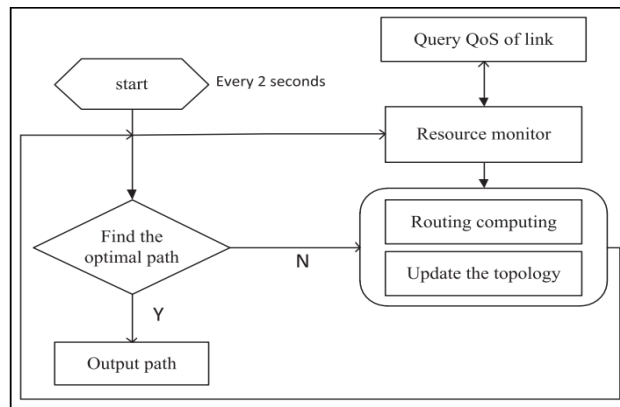 Query QoS of link
start
Every 2 seconds
Resource monitor
Find the
optimal path
N
Routing computing
Update the topology
Y
Output path